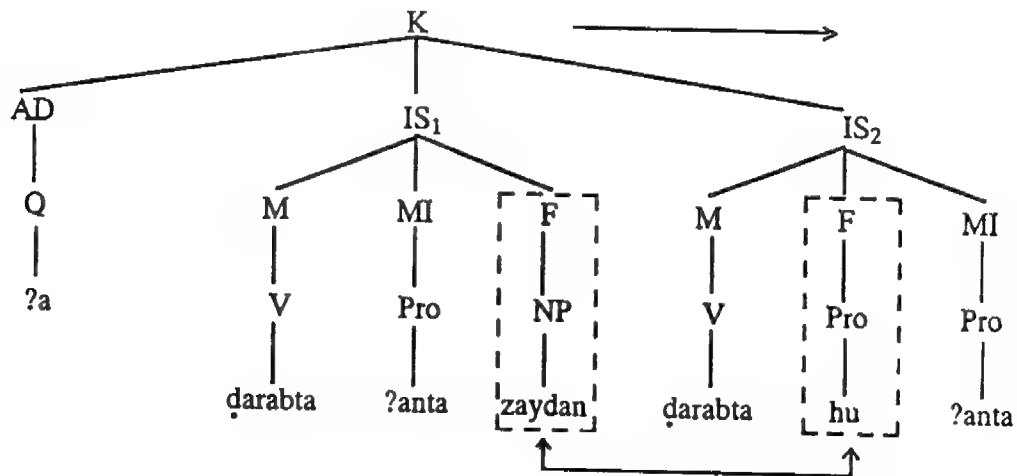 K
AD IS₁ IS₂
Q M MI F M F MI
?a V Pro NP V Pro Pro
ḍarabta ?anta zaydan ḍarabta hu ?anta